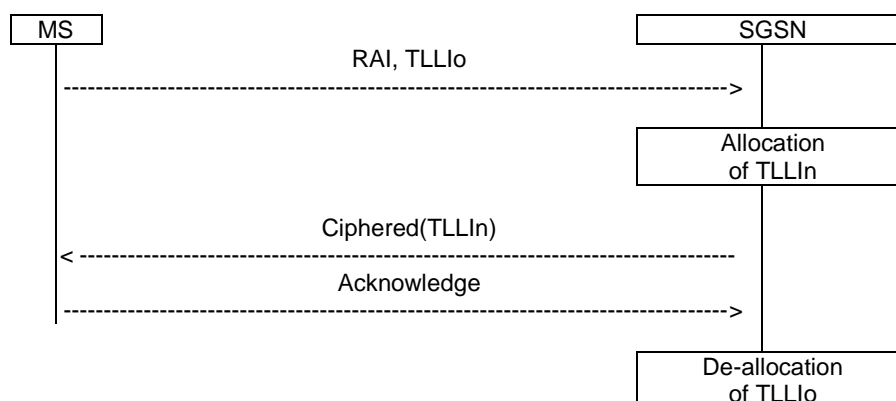 MS
SGSN
RAI, TLLIo
Allocation
of TLLIn
Ciphered(TLLIn)
Acknowledge
De-allocation
of TLLIo